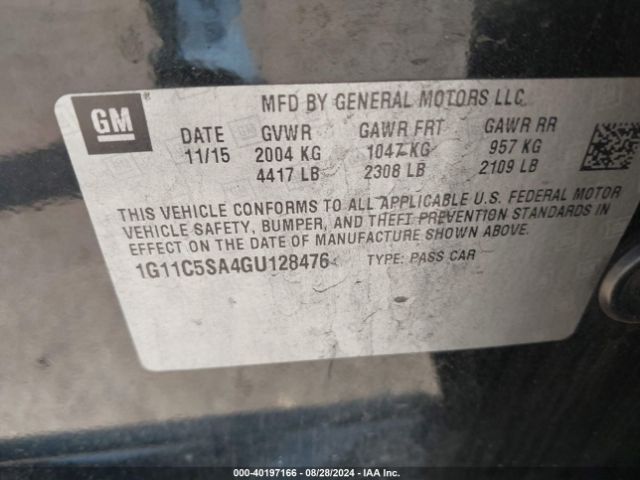 GM ®
MFD BY GENERAL MOTORS LLC
DATE GVWR GAWR FRT GAWR RR
11/15 2004 KG 1047 KG 957 KG
4417 LB 2308 LB 2109 LB
THIS VEHICLE CONFORMS TO ALL APPLICABLE U.S. FEDERAL MOTOR
VEHICLE SAFETY, BUMPER, AND THEFT PREVENTION STANDARDS IN
EFFECT ON THE DATE OF MANUFACTURE SHOWN ABOVE.
1G11C5SA4GU128476 TYPE: PASS CAR
000-40197166 • 08/28/2024 • IAA Inc.